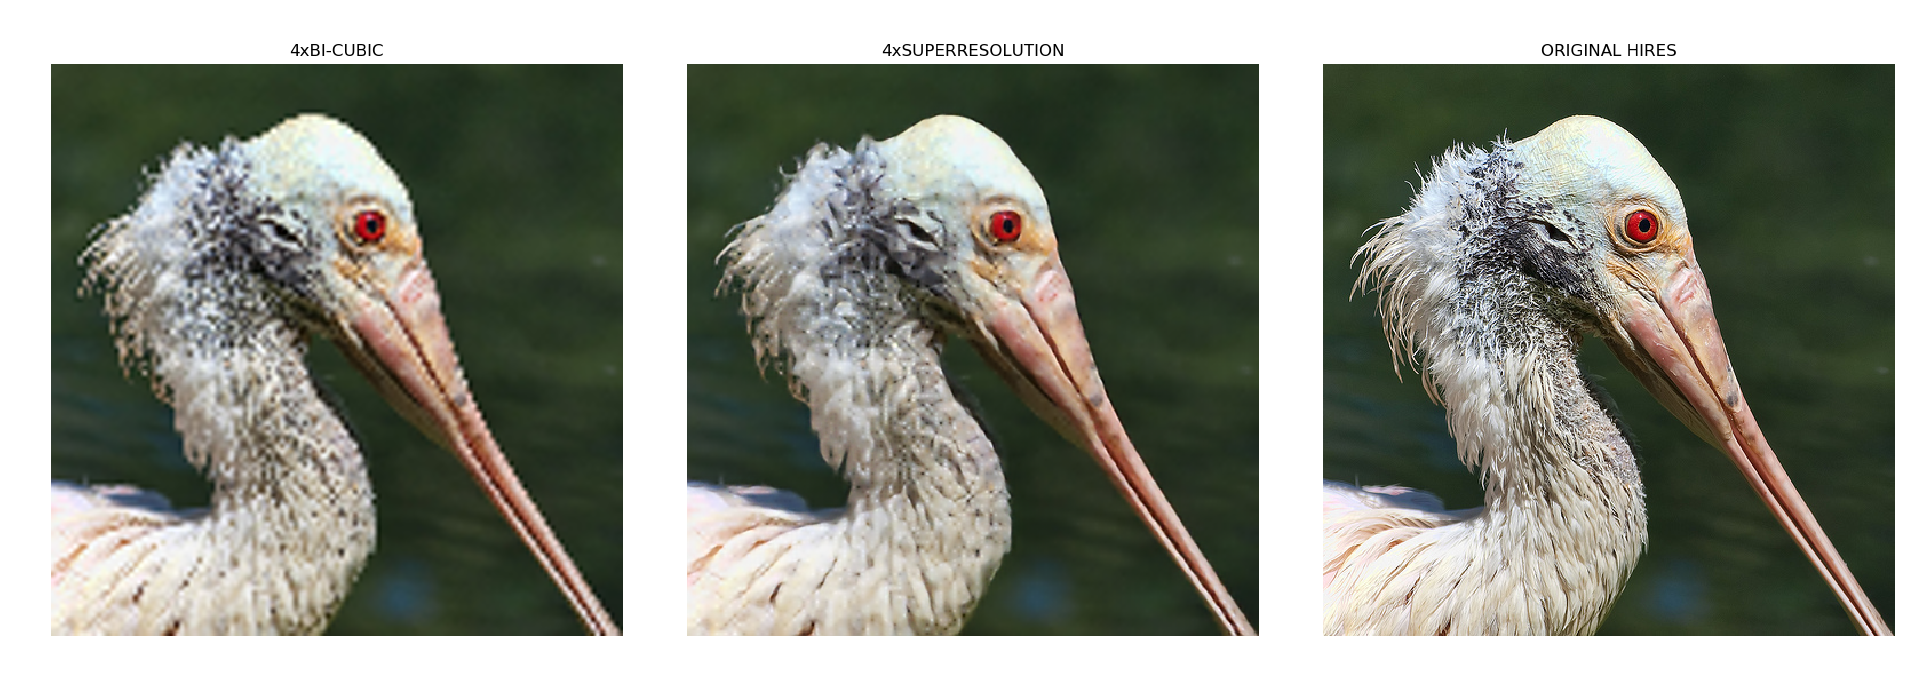 4xBI-CUBIC
4xSUPERRESOLUTION
ORIGINAL HIRES